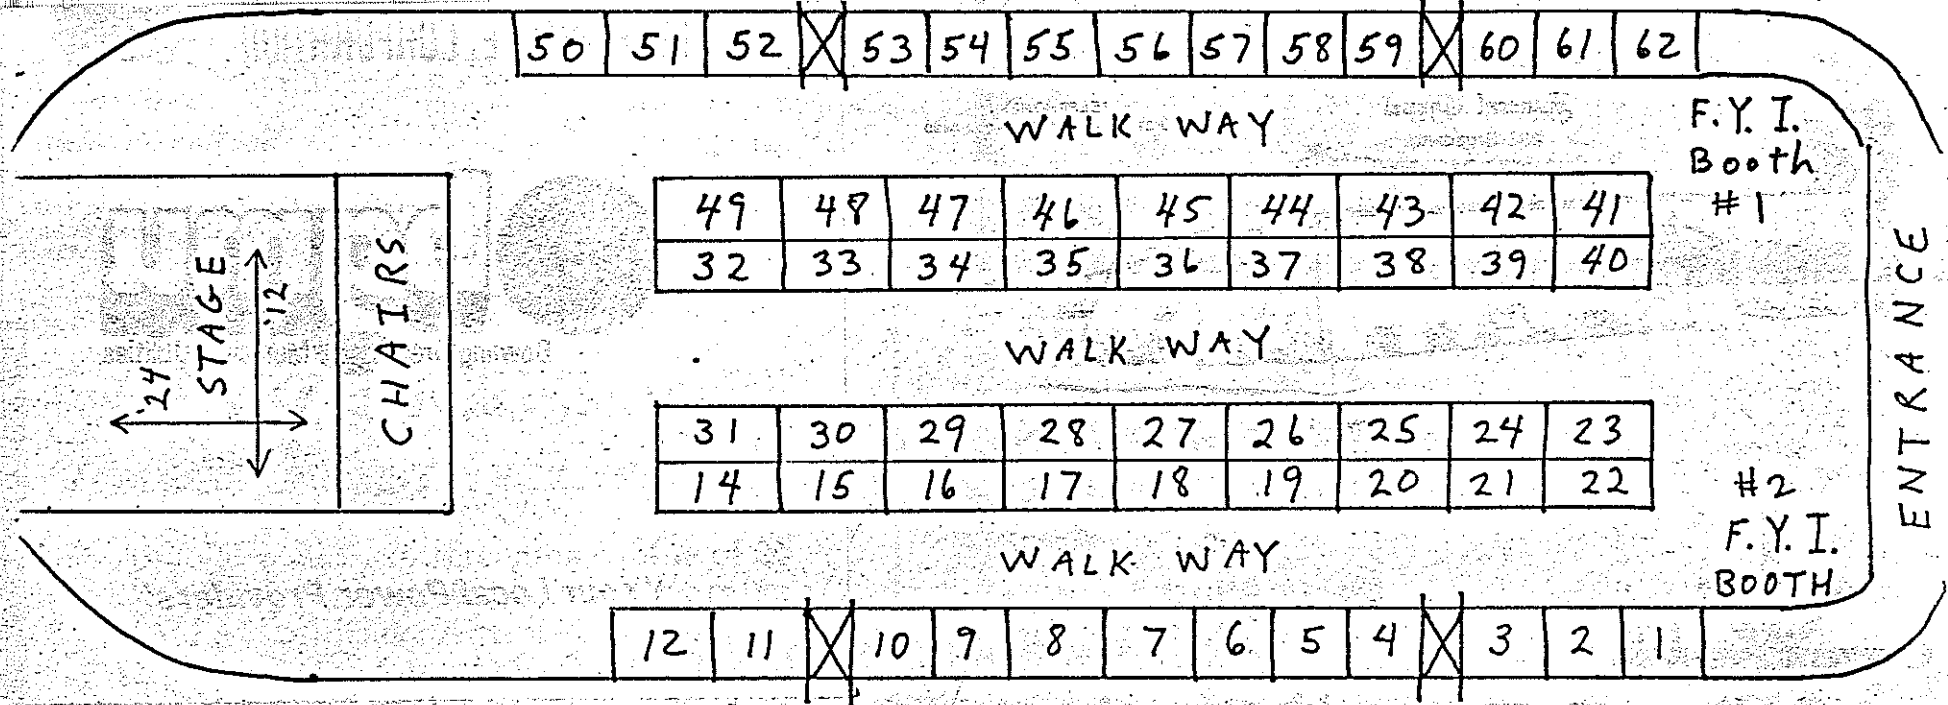 50 51 52 53 54 55 56 57 58 59 60 61 62
WALK WAY
F.Y.I.
Booth
#1
49 48 47 46 45 44 43 42 41
32 33 34 35 36 37 38 39 40
STAGE
'12
'24
CHAIRS
WALK WAY
ENTRANCE
31 30 29 28 27 26 25 24 23
14 15 16 17 18 19 20 21 22
#2
F.Y.I.
BOOTH
WALK WAY
12 11 10 9 8 7 6 5 4 3 2 1